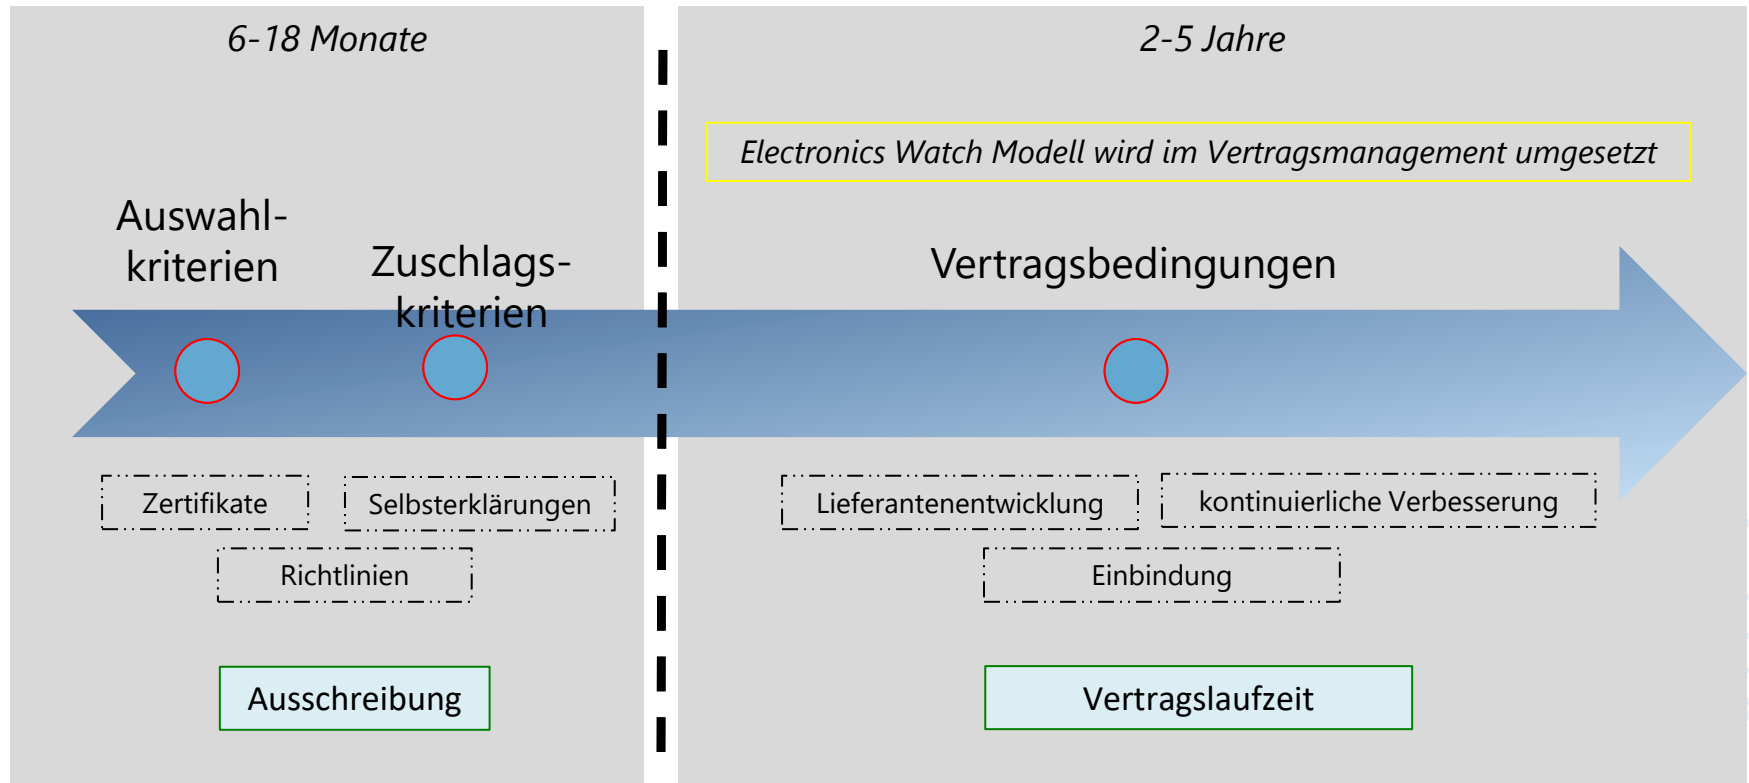 6-18 Monate
2-5 Jahre
Electronics Watch Modell wird im Vertragsmanagement umgesetzt
Auswahl-
kriterien
Zuschlags-
kriterien
Vertragsbedingungen
Zertifikate
Selbsterklärungen
Richtlinien
Lieferantenentwicklung
kontinuierliche Verbesserung
Einbindung
Ausschreibung
Vertragslaufzeit